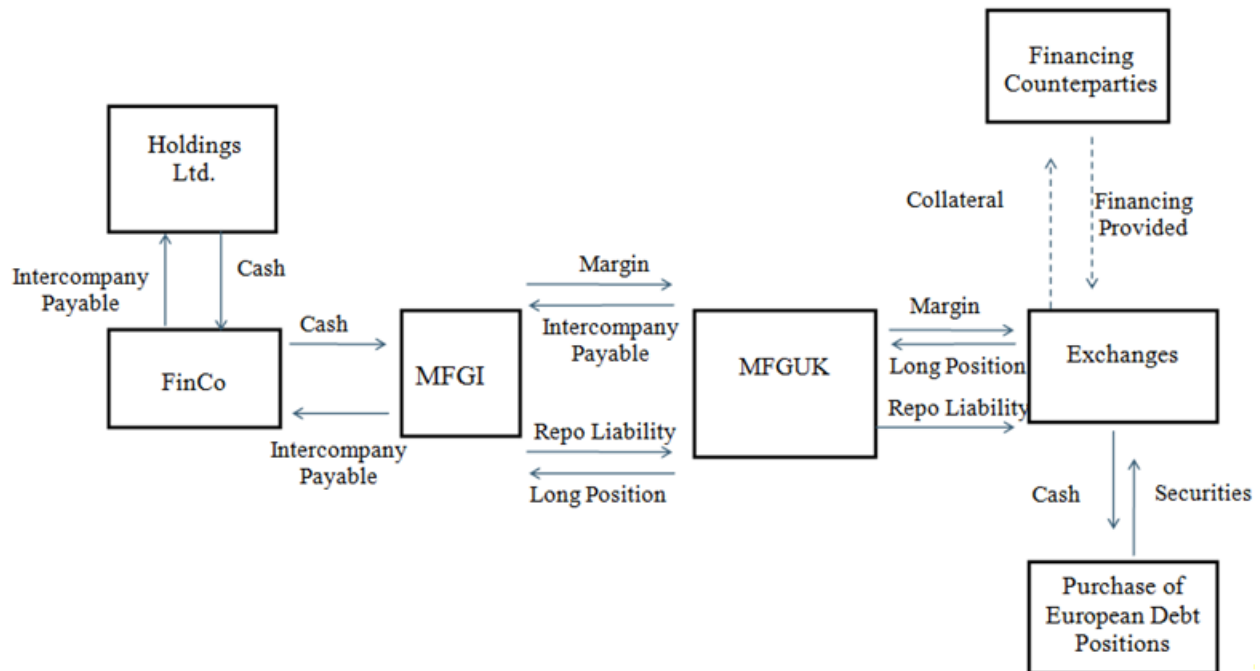 Financing
Counterparties
Holdings
Ltd.
Collateral
Financing
Provided
Intercompany
Payable
Cash
Margin
Intercompany
Payable
Cash
Margin
Long Position
Repo Liability
FinCo
MFGI
MFGUK
Exchanges
Intercompany
Payable
Repo Liability
Long Position
Cash
Securities
Purchase of
European Debt
Positions